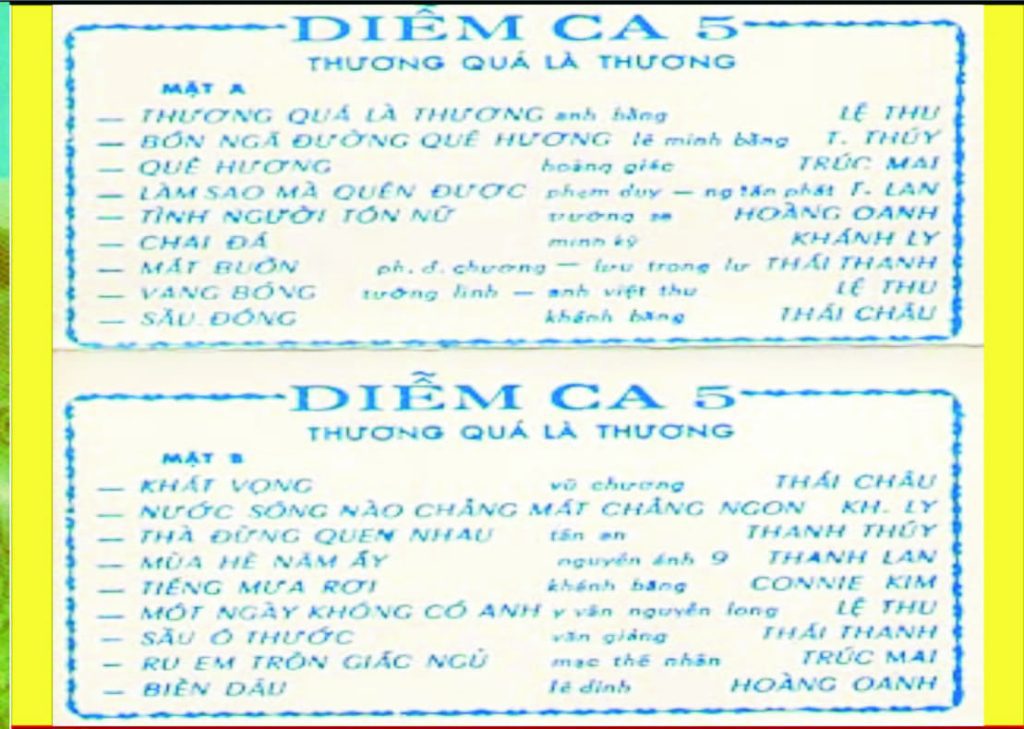 DIỄM CA 5
THƯƠNG QUÁ LÀ THƯƠNG
MẶT A
— THƯƠNG QUÁ LÀ THƯƠNG anh bằng LỆ THU
— BỐN NGÃ ĐƯỜNG QUÊ HƯƠNG lê minh bằng T. THÚY
— QUÊ HƯƠNG hoàng giác TRÚC MAI
— LÀM SAO MÀ QUÊN ĐƯỢC phạm duy — ng tấn phát T. LAN
— TÌNH NGƯỜI TÔN NỮ trường sa HOÀNG OANH
— CHAI ĐÁ minh kỳ KHÁNH LY
— MẮT BUỒN ph. đ. chương — lưu trọng lư THÁI THANH
— VANG BÓNG tường linh — anh việt thu LỆ THU
— SẦU ĐÔNG khánh băng THÁI CHÂU
DIỄM CA 5
THƯƠNG QUÁ LÀ THƯƠNG
MẶT B
— KHÁT VỌNG vũ chương THÁI CHÂU
— NƯỚC SÔNG NÀO CHẲNG MÁT CHẲNG NGON KH. LY
— THÀ ĐỪNG QUEN NHAU tấn an THANH THÚY
— MÙA HÈ NĂM ẤY nguyễn ánh 9 THANH LAN
— TIẾNG MƯA RƠI khánh băng CONNIE KIM
— MỘT NGÀY KHÔNG CÓ ANH y vân nguyễn long LỆ THU
— SẦU Ô THƯỚC văn giảng THÁI THANH
— RU EM TRÒN GIẤC NGỦ mạc thế nhân TRÚC MAI
— BIỂN DÂU lê dinh HOÀNG OANH